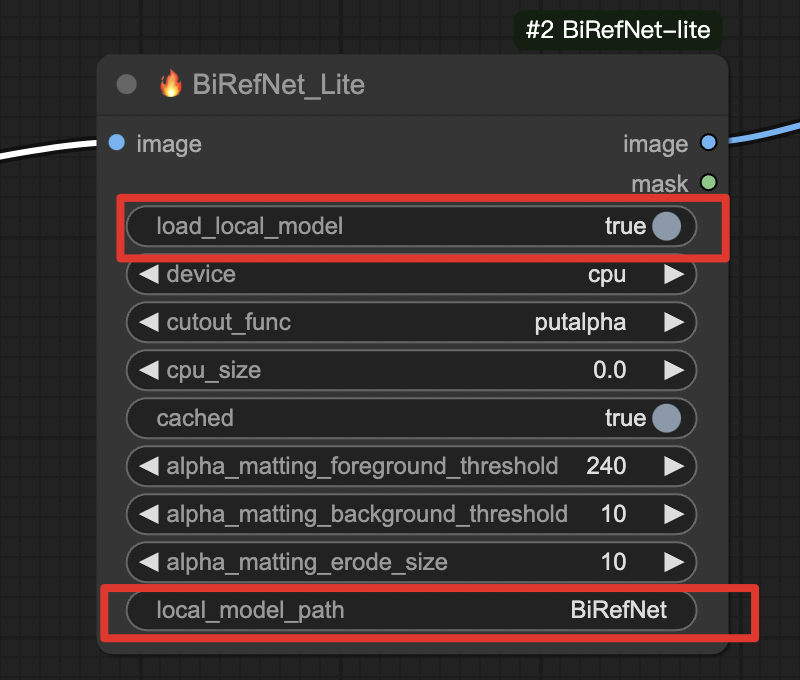 #2 BiRefNet-lite
🔥 BiRefNet_Lite
image image
mask
load_local_model true
device cpu
cutout_func putalpha
cpu_size 0.0
cached true
alpha_matting_foreground_threshold 240
alpha_matting_background_threshold 10
alpha_matting_erode_size 10
local_model_path BiRefNet